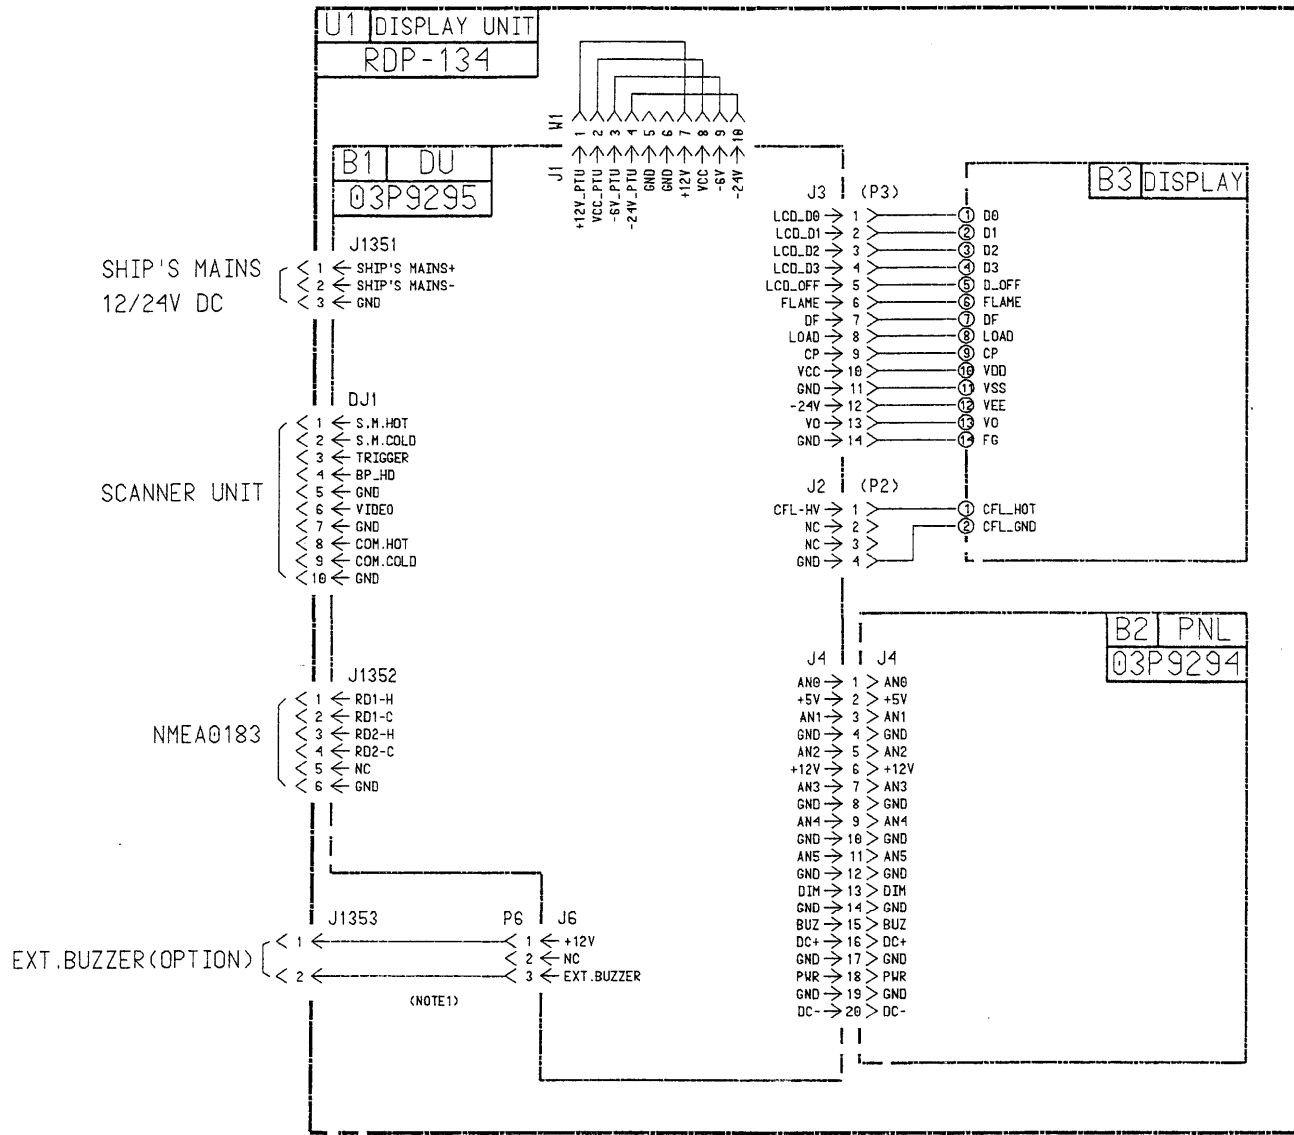 U1 DISPLAY UNIT
RDP-134
W1
1 2 3 4 5 6 7 8 9 10
J1
+12V_PTU
VCC_PTU
-6V_PTU
-24V_PTU
GND
GND
+12V
VCC
-6V
-24V
B1 DU
03P9295
J1351
SHIP'S MAINS
12/24V DC
1 SHIP'S MAINS+
2 SHIP'S MAINS-
3 GND
DJ1
SCANNER UNIT
1 S.M.HOT
2 S.M.COLD
3 TRIGGER
4 BP_HD
5 GND
6 VIDEO
7 GND
8 COM.HOT
9 COM.COLD
10 GND
J1352
NMEA0183
1 RD1-H
2 RD1-C
3 RD2-H
4 RD2-C
5 NC
6 GND
J1353 P6 J6
EXT.BUZZER(OPTION)
1 1 +12V
2 NC
2 3 EXT.BUZZER
(NOTE1)
B3 DISPLAY
J3 (P3)
LCD_D0 1 1 D0
LCD_D1 2 2 D1
LCD_D2 3 3 D2
LCD_D3 4 4 D3
LCD_OFF 5 5 D_OFF
FLAME 6 6 FLAME
DF 7 7 DF
LOAD 8 8 LOAD
CP 9 9 CP
VCC 10 10 VDD
GND 11 11 VSS
-24V 12 12 VEE
VO 13 13 VO
GND 14 14 FG
J2 (P2)
CFL-HV 1 1 CFL_HOT
NC 2 2 CFL_GND
NC 3
GND 4
B2 PNL
03P9294
J4 J4
AN0 1 AN0
+5V 2 +5V
AN1 3 AN1
GND 4 GND
AN2 5 AN2
+12V 6 +12V
AN3 7 AN3
GND 8 GND
AN4 9 AN4
GND 10 GND
AN5 11 AN5
GND 12 GND
DIM 13 DIM
GND 14 GND
BUZ 15 BUZ
DC+ 16 DC+
GND 17 GND
PWR 18 PWR
GND 19 GND
DC- 20 DC-